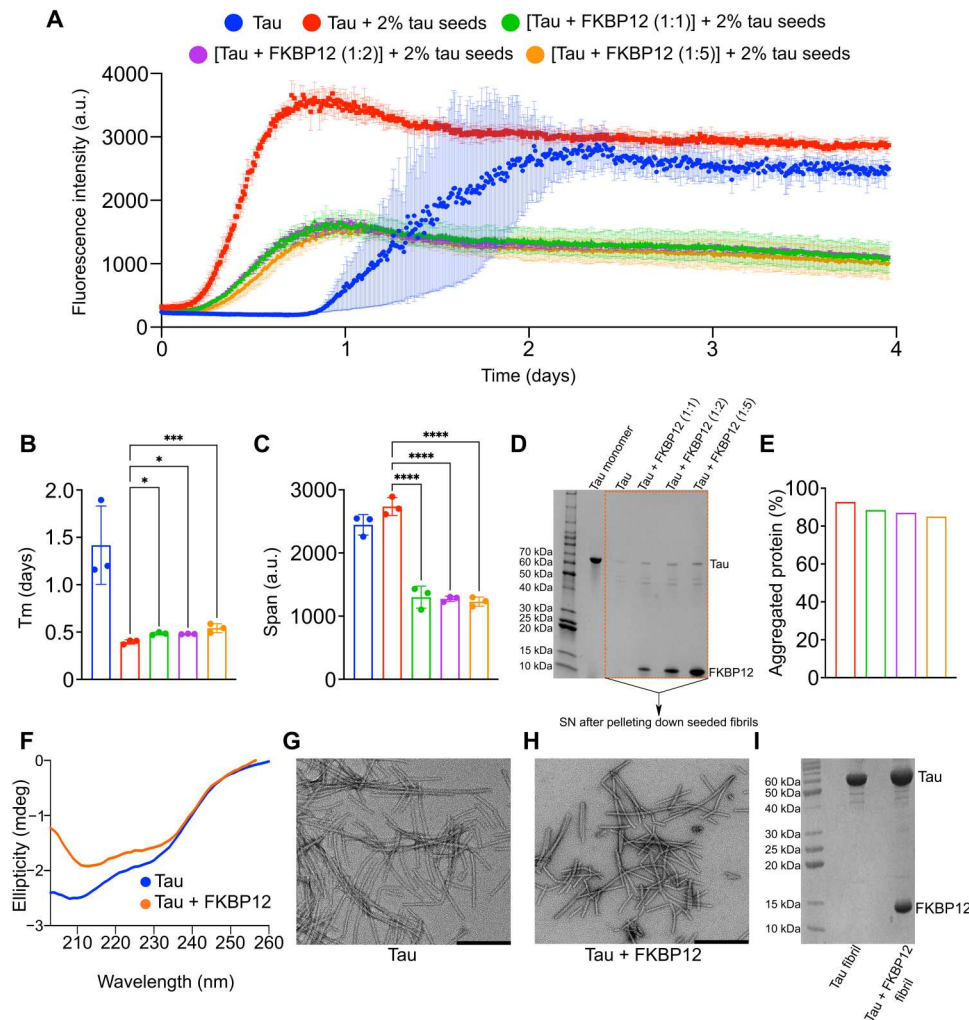 A
Tau
Tau + 2% tau seeds
[Tau + FKBP12 (1:1)] + 2% tau seeds
[Tau + FKBP12 (1:2)] + 2% tau seeds
[Tau + FKBP12 (1:5)] + 2% tau seeds
Fluorescence intensity (a.u.)
4000
3000
2000
1000
0
0
1
2
3
4
Time (days)
B
Tm (days)
2.0
1.5
1.0
0.5
0
***
*
*
C
Span (a.u.)
3900
2600
1300
0
****
****
****
D
Tau monomer
Tau
Tau + FKBP12 (1:1)
Tau + FKBP12 (1:2)
Tau + FKBP12 (1:5)
70 kDa
60 kDa
50 kDa
40 kDa
30 kDa
25 kDa
20 kDa
15 kDa
10 kDa
Tau
FKBP12
SN after pelleting down seeded fibrils
E
Aggregated protein (%)
100
80
60
40
20
0
F
Ellipticity (mdeg)
0
−1
−2
−3
Tau
Tau + FKBP12
210
220
230
240
250
260
Wavelength (nm)
G
Tau
H
Tau + FKBP12
I
60 kDa
50 kDa
40 kDa
30 kDa
25 kDa
20 kDa
15 kDa
10 kDa
Tau
FKBP12
Tau fibril
Tau + FKBP12
fibril